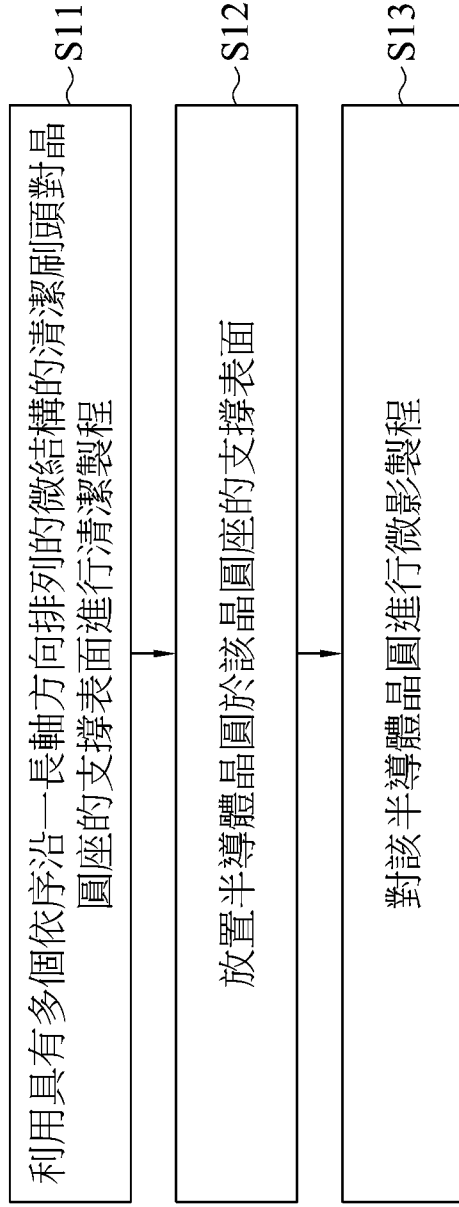 利用具有多個依序沿一長軸方向排列的微結構的清潔刷頭對晶
圓座的支撐表面進行清潔製程
S11
放置半導體晶圓於該晶圓座的支撐表面
S12
對該半導體晶圓進行微影製程
S13